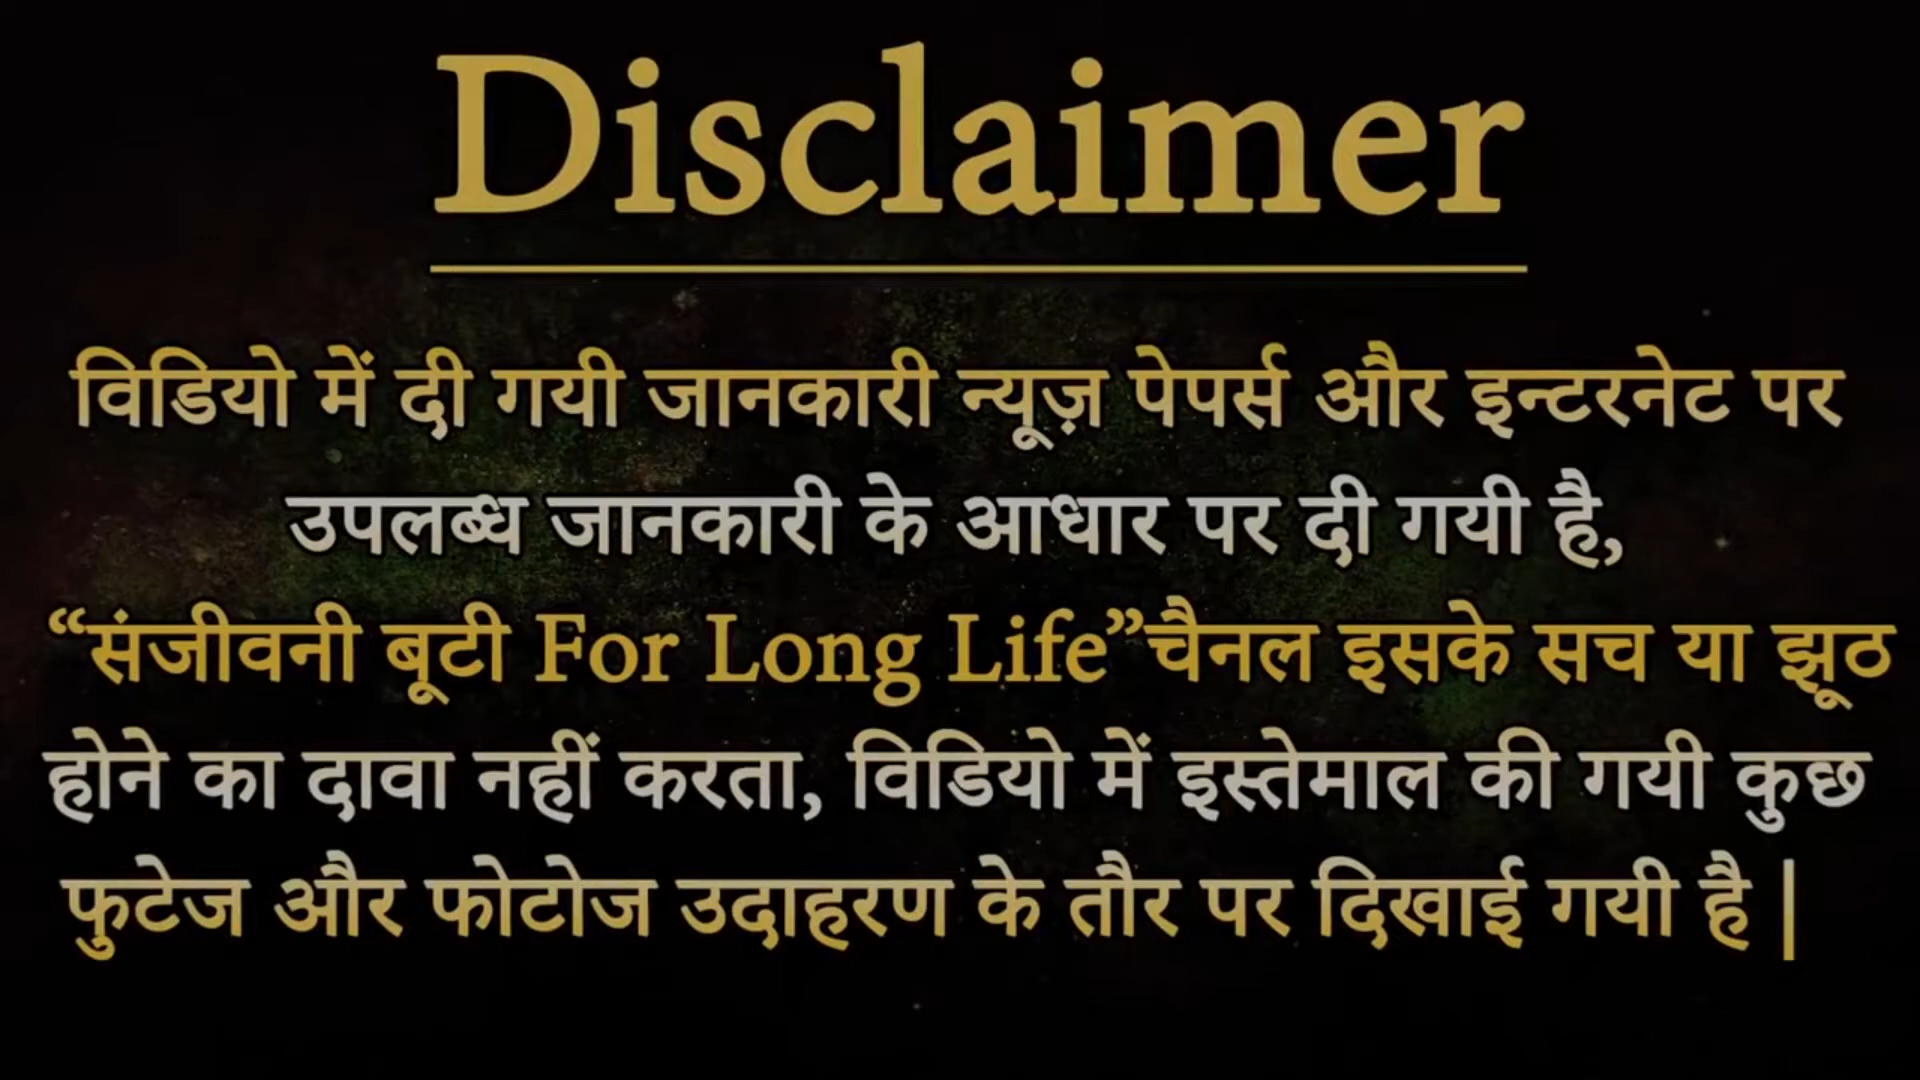 Disclaimer
विडियो में दी गयी जानकारी न्यूज़ पेपर्स और इन्टरनेट पर
उपलब्ध जानकारी के आधार पर दी गयी है,
“संजीवनी बूटी For Long Life”चैनल इसके सच या झूठ
होने का दावा नहीं करता, विडियो में इस्तेमाल की गयी कुछ
फुटेज और फोटोज उदाहरण के तौर पर दिखाई गयी है |